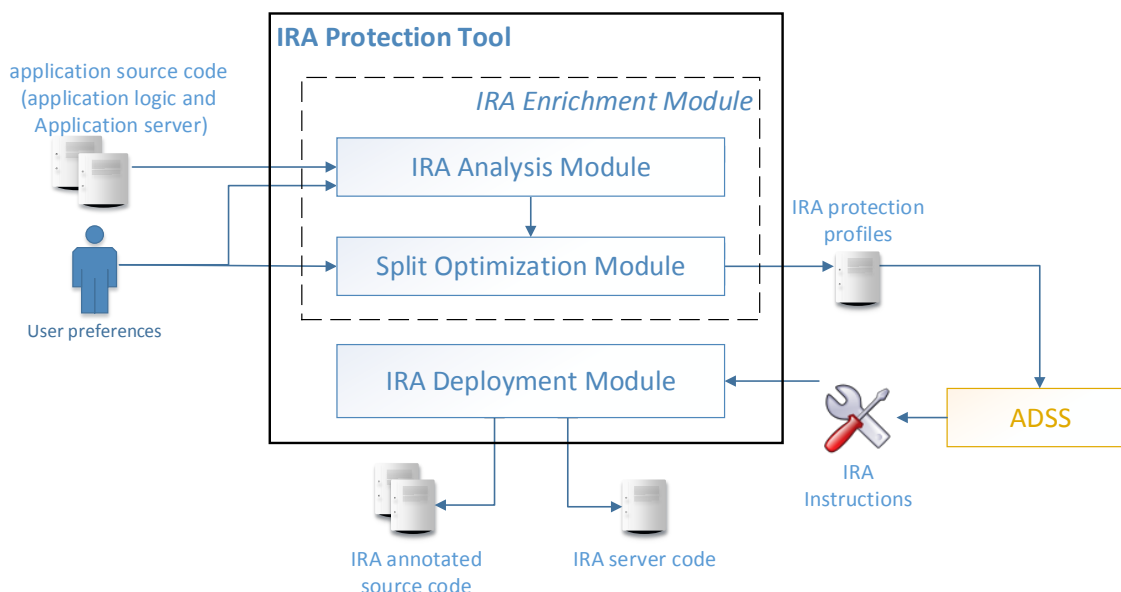 IRA Protection Tool
application source code
(application logic and
Application server)
IRA Enrichment Module
IRA Analysis Module
IRA protection
profiles
Split Optimization Module
User preferences
IRA Deployment Module
ADSS
IRA
Instructions
IRA annotated
source code
IRA server code